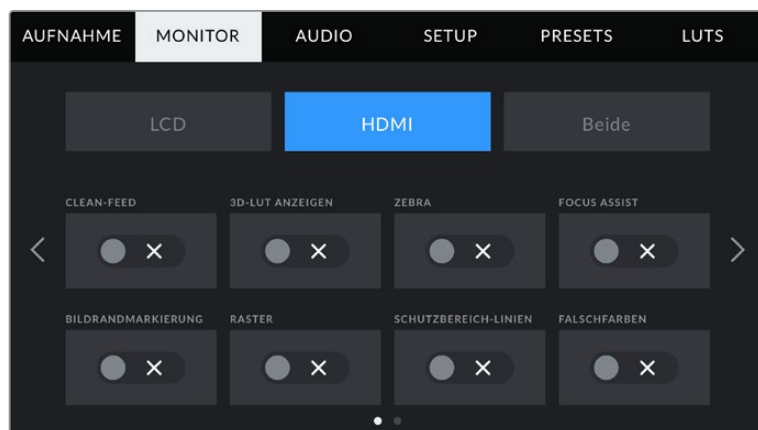 AUFNAHME MONITOR AUDIO SETUP PRESETS LUTS
LCD HDMI Beide
CLEAN-FEED 3D-LUT ANZEIGEN ZEBRA FOCUS ASSIST
BILDRANDMARKIERUNG RASTER SCHUTZBEREICH-LINIEN FALSCHFARBEN